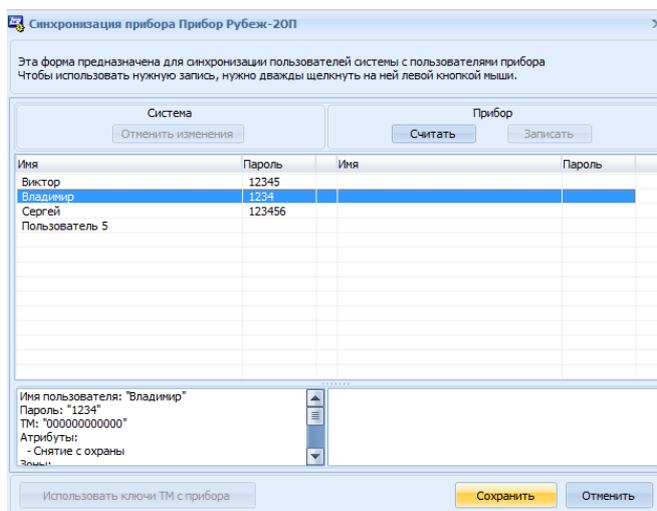 Синхронизация прибора Прибор Рубеж-2ОП
Эта форма предназначена для синхронизации пользователей системы с пользователями прибора
Чтобы использовать нужную запись, нужно дважды щелкнуть на ней левой кнопкой мыши.
Система Прибор
Отменить изменения Считать Записать
Имя Пароль Имя Пароль
Виктор 12345
Владимир 1234
Сергей 123456
Пользователь 5
Имя пользователя: "Владимир"
Пароль: "1234"
TM: "000000000000"
Атрибуты:
- Снятие с охраны
Зоны:
Использовать ключи ТМ с прибора Сохранить Отменить